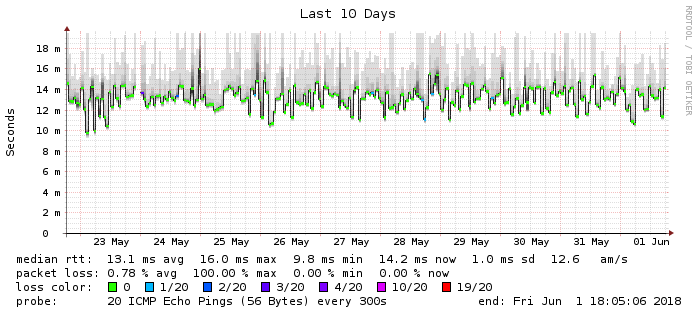 Last 10 Days
RRDTOOL / TOBI OETIKER
Seconds
18 m
16 m
14 m
12 m
10 m
8 m
6 m
4 m
2 m
0
23 May 24 May 25 May 26 May 27 May 28 May 29 May 30 May 31 May 01 Jun
median rtt: 13.1 ms avg 16.0 ms max 9.8 ms min 14.2 ms now 1.0 ms sd 12.6 am/s
packet loss: 0.78 % avg 100.00 % max 0.00 % min 0.00 % now
loss color: 0 1/20 2/20 3/20 4/20 10/20 19/20
probe: 20 ICMP Echo Pings (56 Bytes) every 300s end: Fri Jun 1 18:05:06 2018